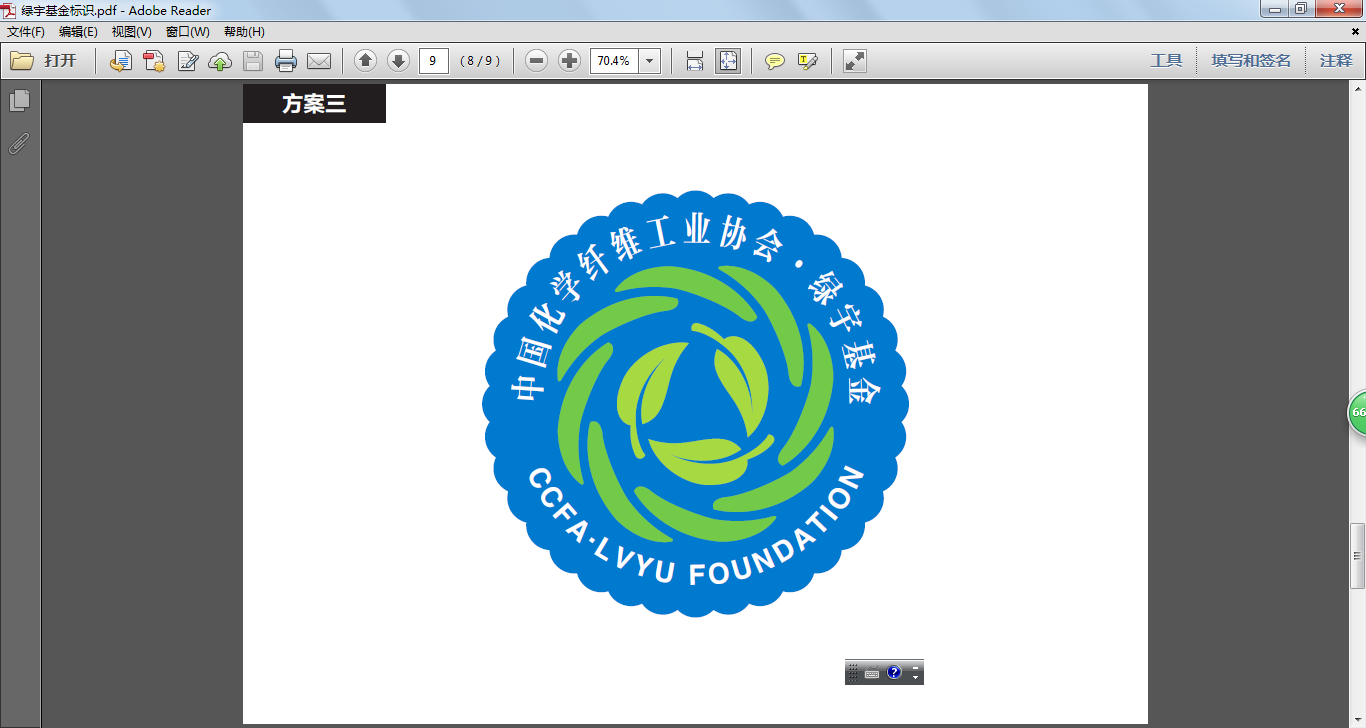 绿宇基金标识.pdf - Adobe Reader
文件(F) 编辑(E) 视图(V) 窗口(W) 帮助(H)
打开 9 (8 / 9) 70.4% 工具 填写和签名 注释
方案三
中国化学纤维工业协会·绿宇基金
CCFA·LVYU FOUNDATION
66